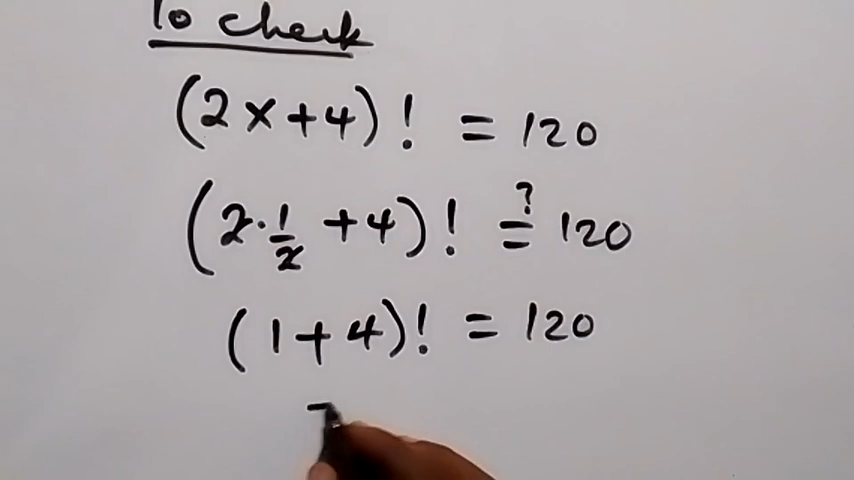 To check
(2x+4)! = 120
(2·1/2 +4)! ≟ 120
(1+4)! = 120